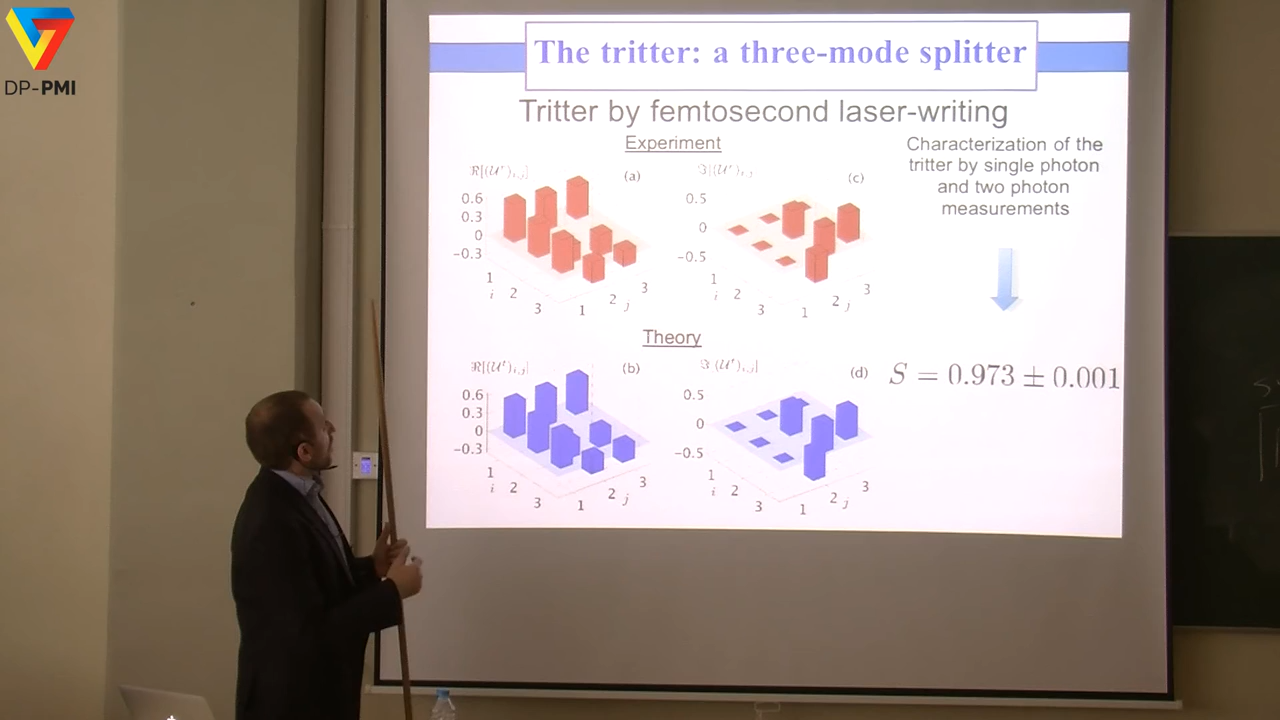 DP-PMI
The tritter: a three-mode splitter
Tritter by femtosecond laser-writing
Experiment
ℜ[(𝒰ᵗ)ᵢ,ⱼ]
(a)
0.6
0.3
0
−0.3
1
i 2
3
1
2 j
3
(c)
0.5
0
−0.5
1
i 2
3
1
2 j
3
Characterization of the
tritter by single photon
and two photon
measurements
Theory
(b)
0.6
0.3
0
−0.3
1
i 2
3
1
2 j
3
(d)
0.5
0
−0.5
1
i 2
3
1
2 j
3
S = 0.973 ± 0.001